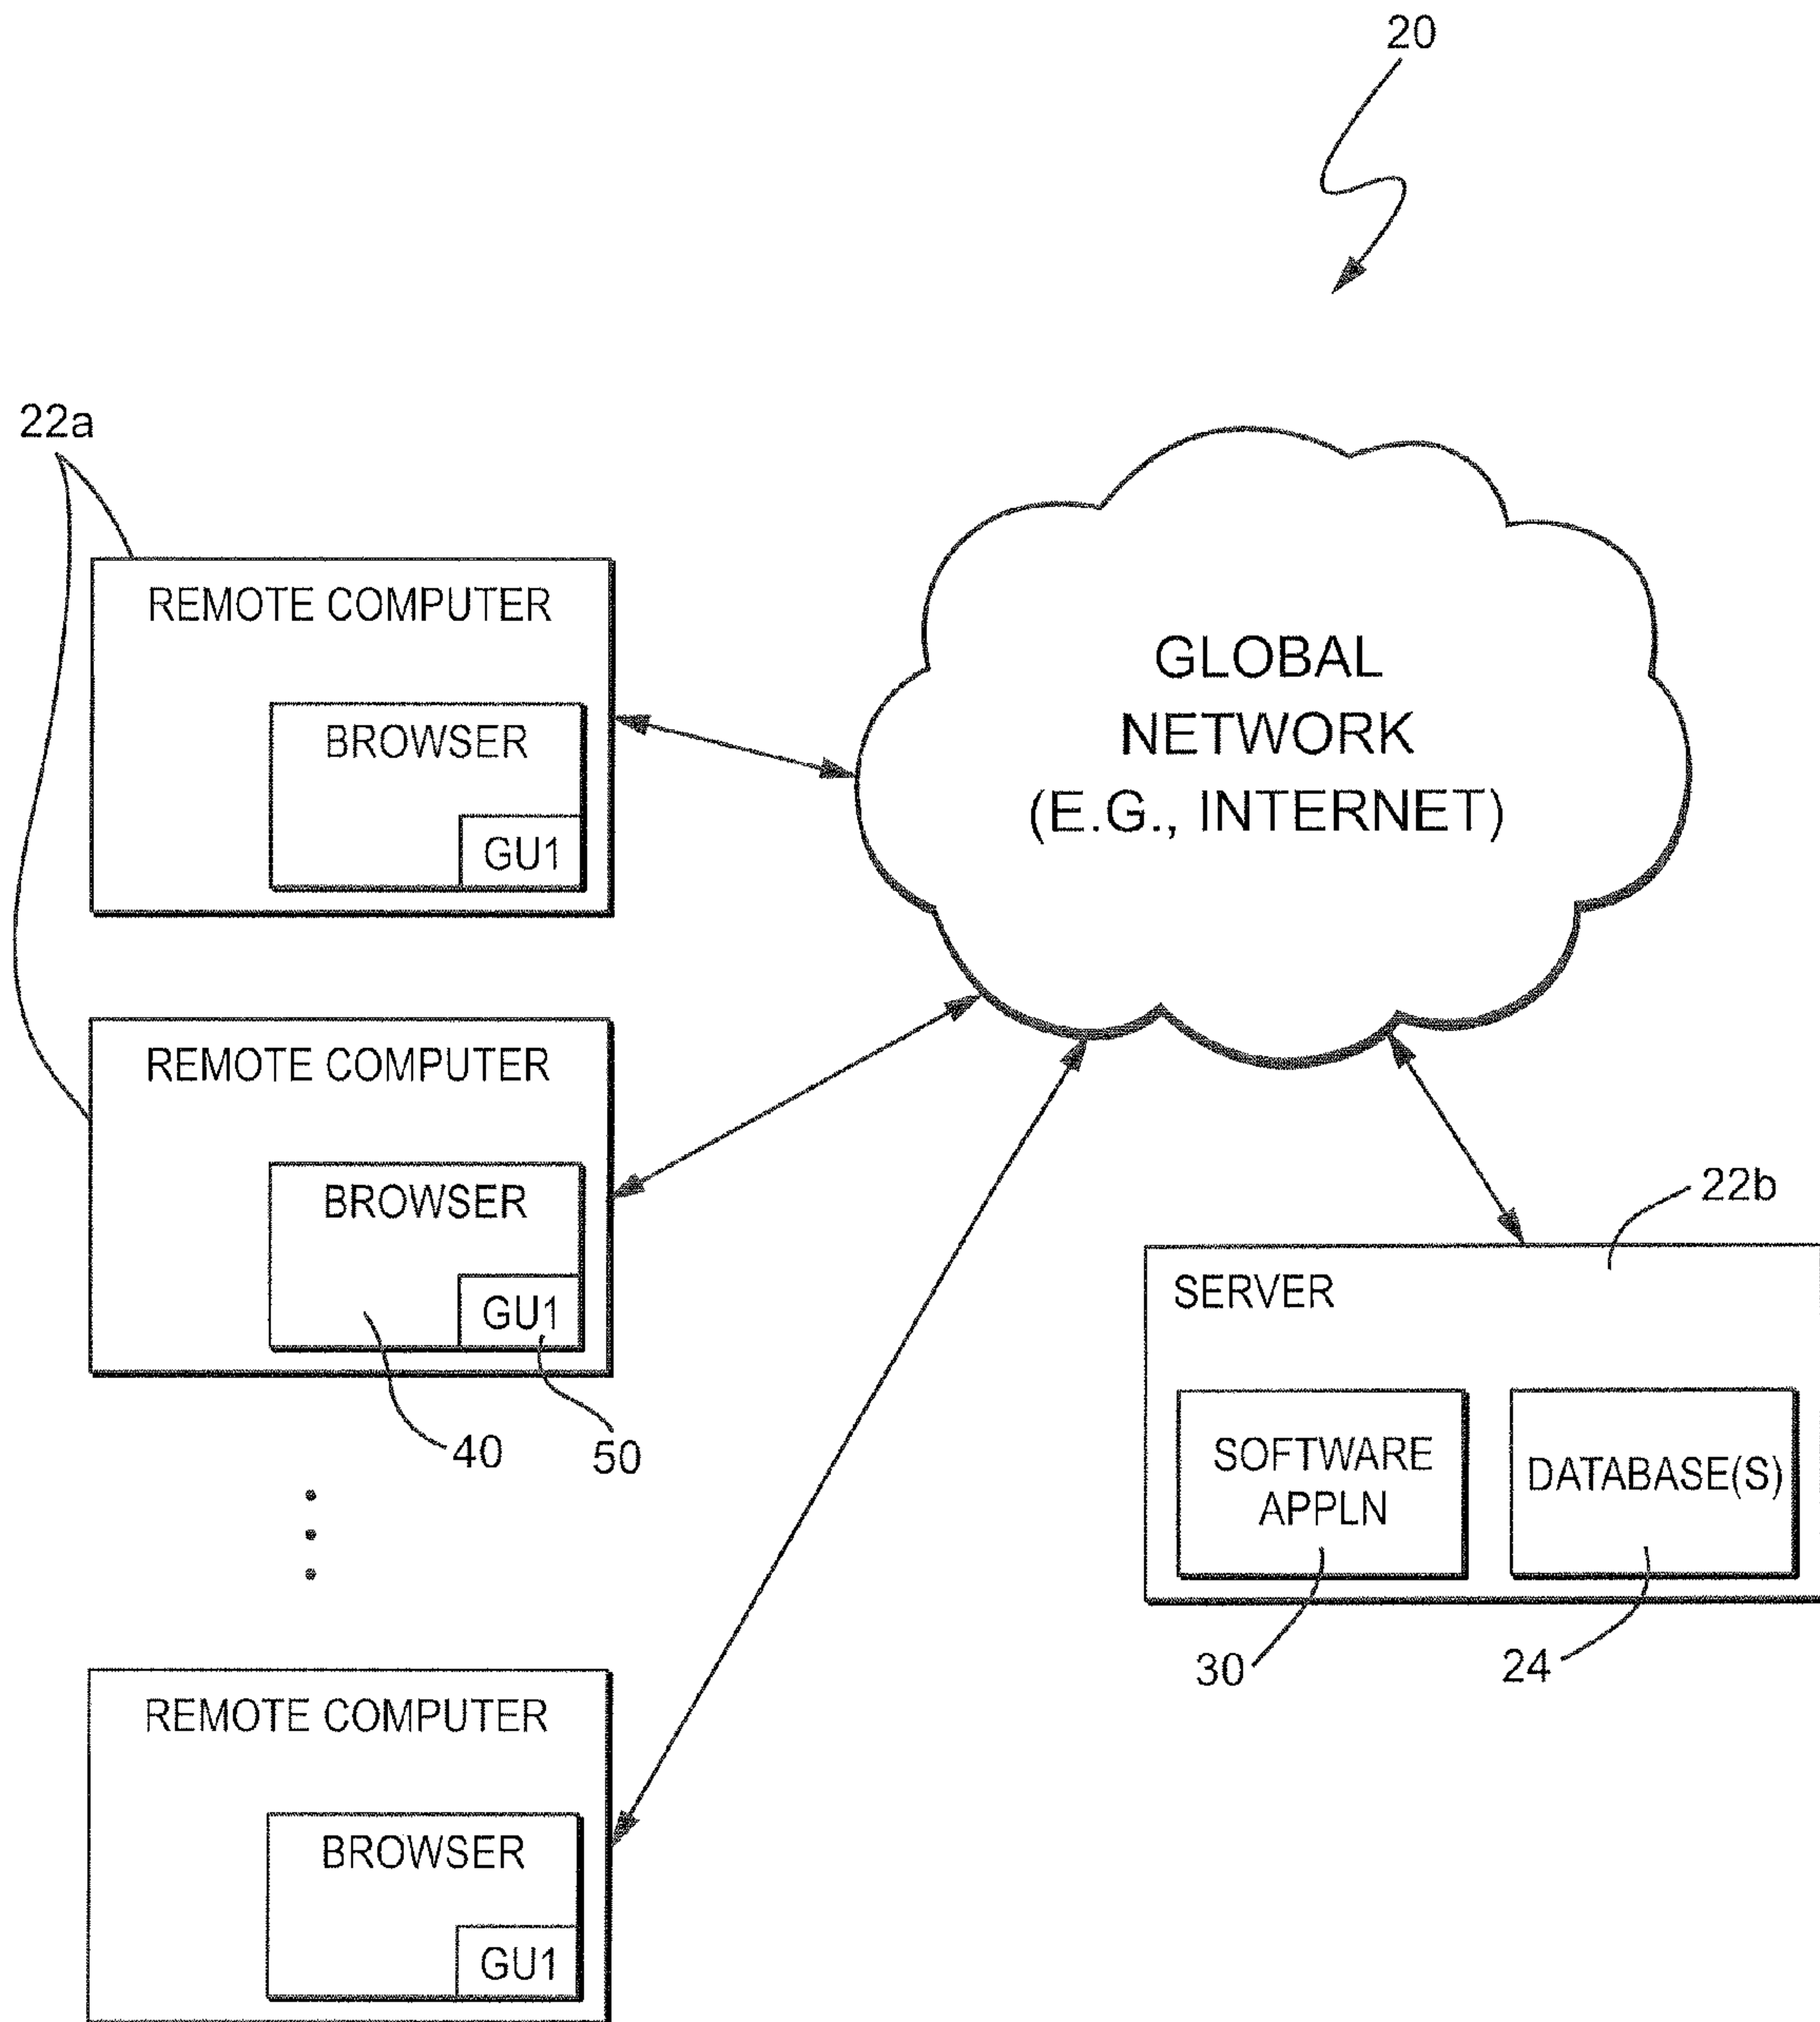 20
22a
REMOTE COMPUTER
BROWSER
GU1
GLOBAL
NETWORK
(E.G., INTERNET)
REMOTE COMPUTER
BROWSER
GU1
40
50
22b
SERVER
SOFTWARE
APPLN
DATABASE(S)
30
24
REMOTE COMPUTER
BROWSER
GU1